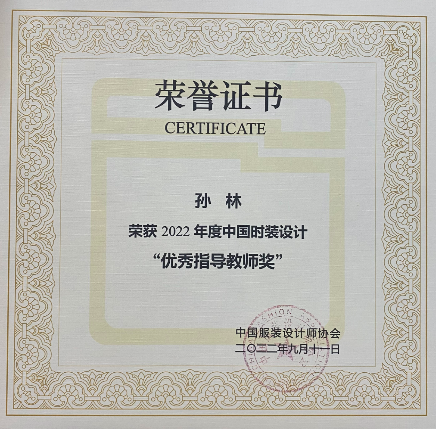 荣誉证书
CERTIFICATE
孙 林
荣获 2022 年度中国时装设计
“优秀指导教师奖”
中国服装设计师协会
二〇二二年九月十一日